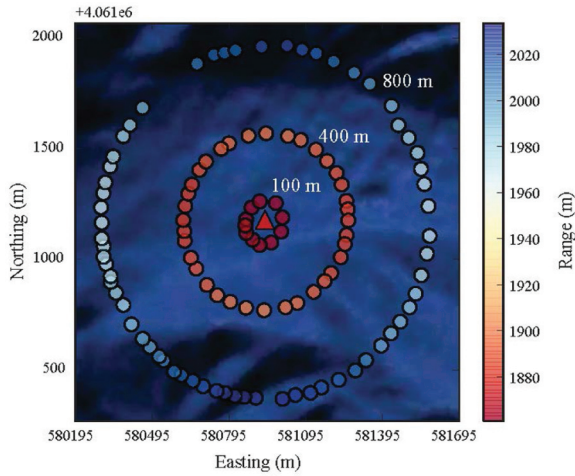 +4.061e6
2000
1500
1000
500
Northing (m)
800 m
400 m
100 m
580195 580495 580795 581095 581395 581695
Easting (m)
2020
2000
1980
1960
1940
1920
1900
1880
1860
Range (m)